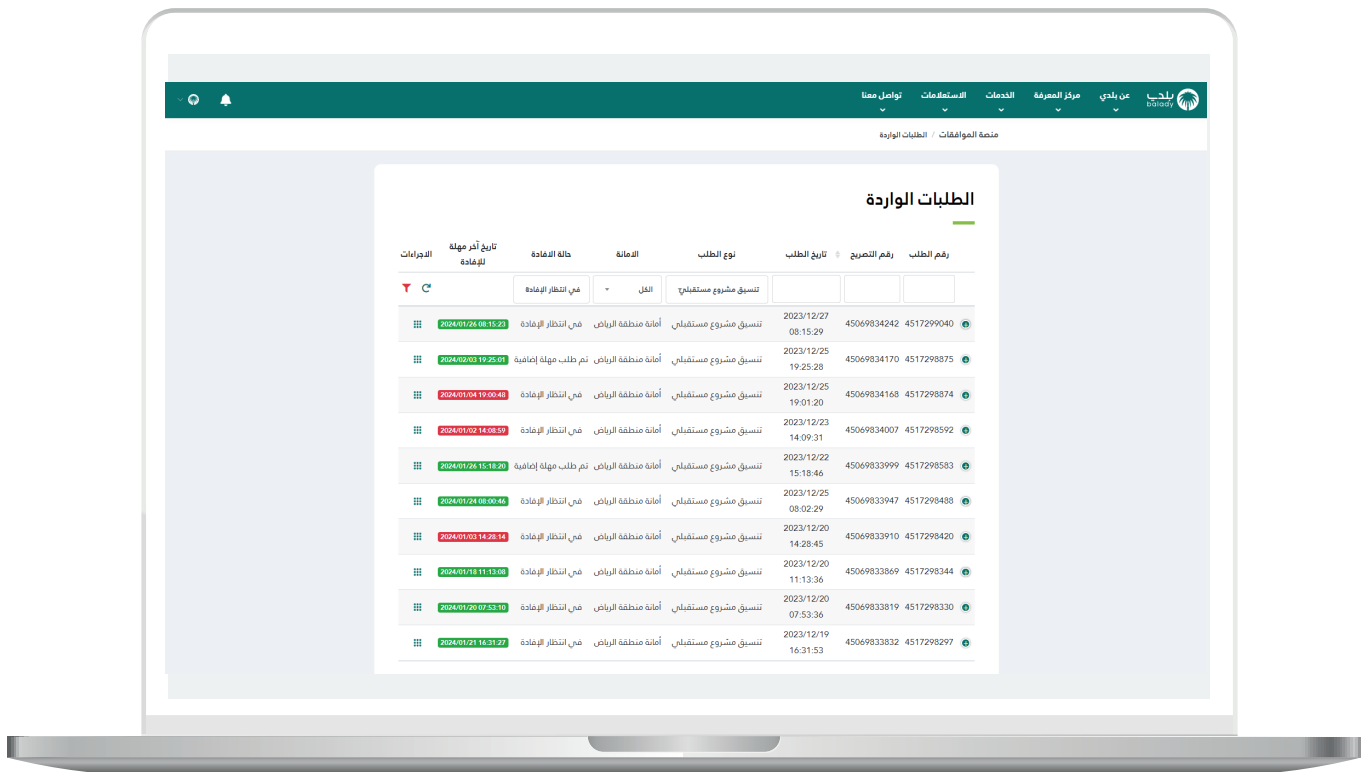 بلدي
balady
عن بلدي
مركز المعرفة
الخدمات
الاستعلامات
تواصل معنا
منصة الموافقات / الطلبات الواردة
الطلبات الواردة
رقم الطلب رقم التصريح تاريخ الطلب نوع الطلب الامانة حالة الافادة تاريخ آخر مهلة للإفادة الاجراءات
تنسيق مشروع مستقبلي الكل في انتظار الإفادة
4517299040 45069834242 2023/12/27 08:15:29 تنسيق مشروع مستقبلي أمانة منطقة الرياض في انتظار الإفادة 2024/01/26 08:15:23
4517298875 45069834170 2023/12/25 19:25:28 تنسيق مشروع مستقبلي أمانة منطقة الرياض تم طلب مهلة إضافية 2024/02/03 19:25:01
4517298874 45069834168 2023/12/25 19:01:20 تنسيق مشروع مستقبلي أمانة منطقة الرياض في انتظار الإفادة 2024/01/04 19:00:48
4517298592 45069834007 2023/12/23 14:09:31 تنسيق مشروع مستقبلي أمانة منطقة الرياض في انتظار الإفادة 2024/01/02 14:08:59
4517298583 45069833999 2023/12/22 15:18:46 تنسيق مشروع مستقبلي أمانة منطقة الرياض تم طلب مهلة إضافية 2024/01/26 15:18:20
4517298488 45069833947 2023/12/25 08:02:29 تنسيق مشروع مستقبلي أمانة منطقة الرياض في انتظار الإفادة 2024/01/24 08:00:46
4517298420 45069833910 2023/12/20 14:28:45 تنسيق مشروع مستقبلي أمانة منطقة الرياض في انتظار الإفادة 2024/01/03 14:28:14
4517298344 45069833869 2023/12/20 11:13:36 تنسيق مشروع مستقبلي أمانة منطقة الرياض في انتظار الإفادة 2024/01/18 11:13:08
4517298330 45069833819 2023/12/20 07:53:36 تنسيق مشروع مستقبلي أمانة منطقة الرياض في انتظار الإفادة 2024/01/20 07:53:10
4517298297 45069833832 2023/12/19 16:31:53 تنسيق مشروع مستقبلي أمانة منطقة الرياض في انتظار الإفادة 2024/01/21 16:31:27